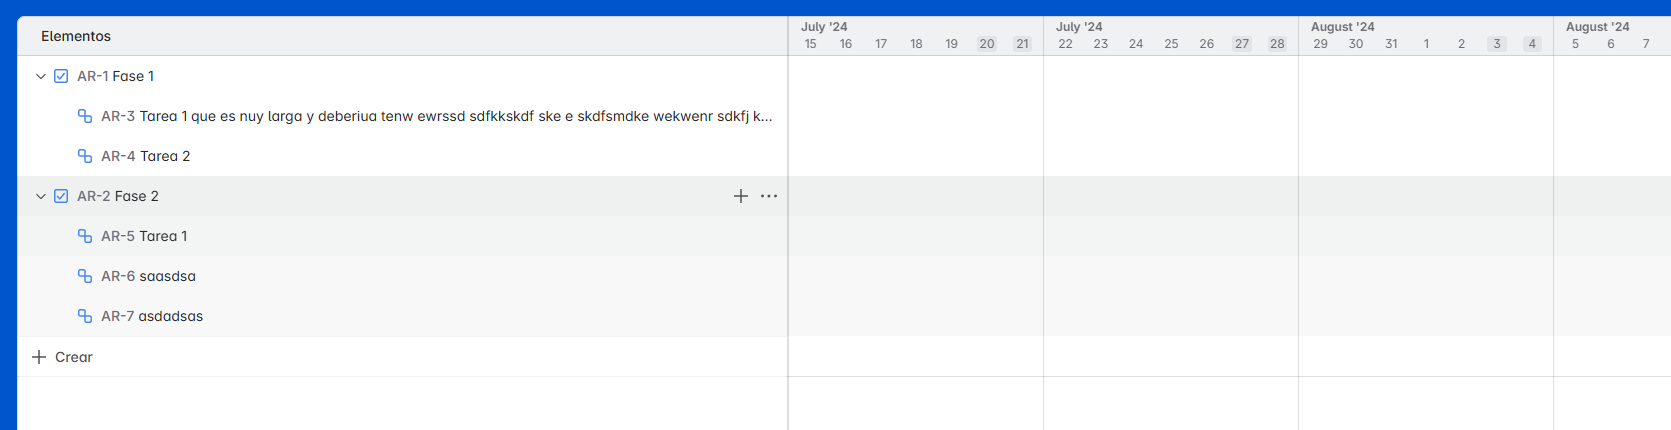 Elementos
July '24
July '24
August '24
August '24
15 16 17 18 19 20 21 22 23 24 25 26 27 28 29 30 31 1 2 3 4 5 6 7
AR-1 Fase 1
AR-3 Tarea 1 que es nuy larga y deberiua tenw ewrssd sdfkkskdf ske e skdfsmdke wekwenr sdkfj k...
AR-4 Tarea 2
AR-2 Fase 2
AR-5 Tarea 1
AR-6 saasdsa
AR-7 asdadsas
Crear